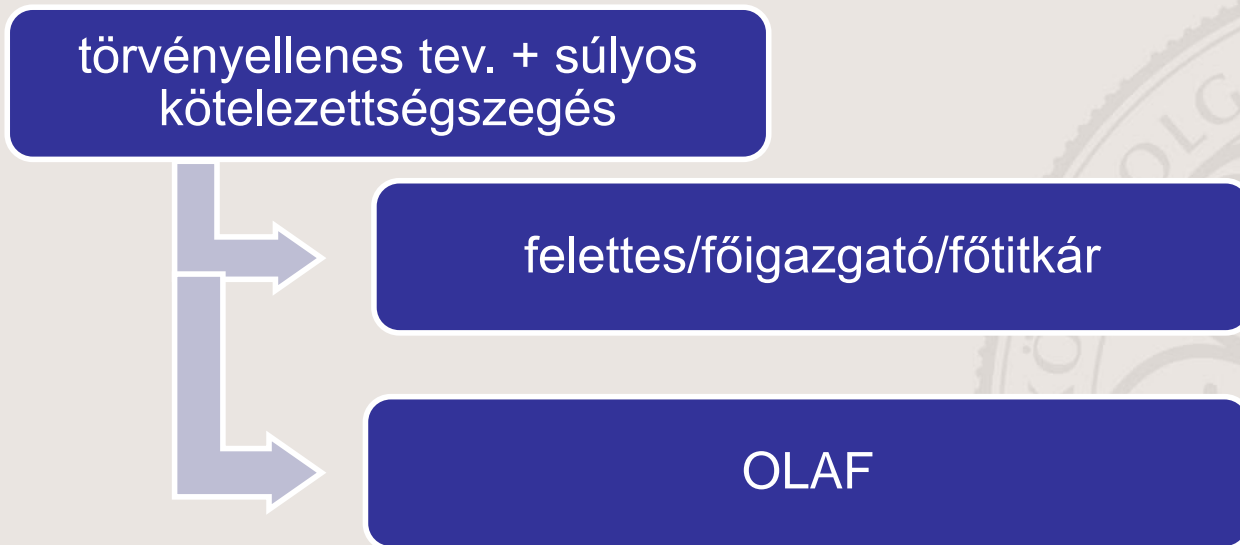 törvényellenes tev. + súlyos
kötelezettségszegés
felettes/főigazgató/főtitkár
OLAF